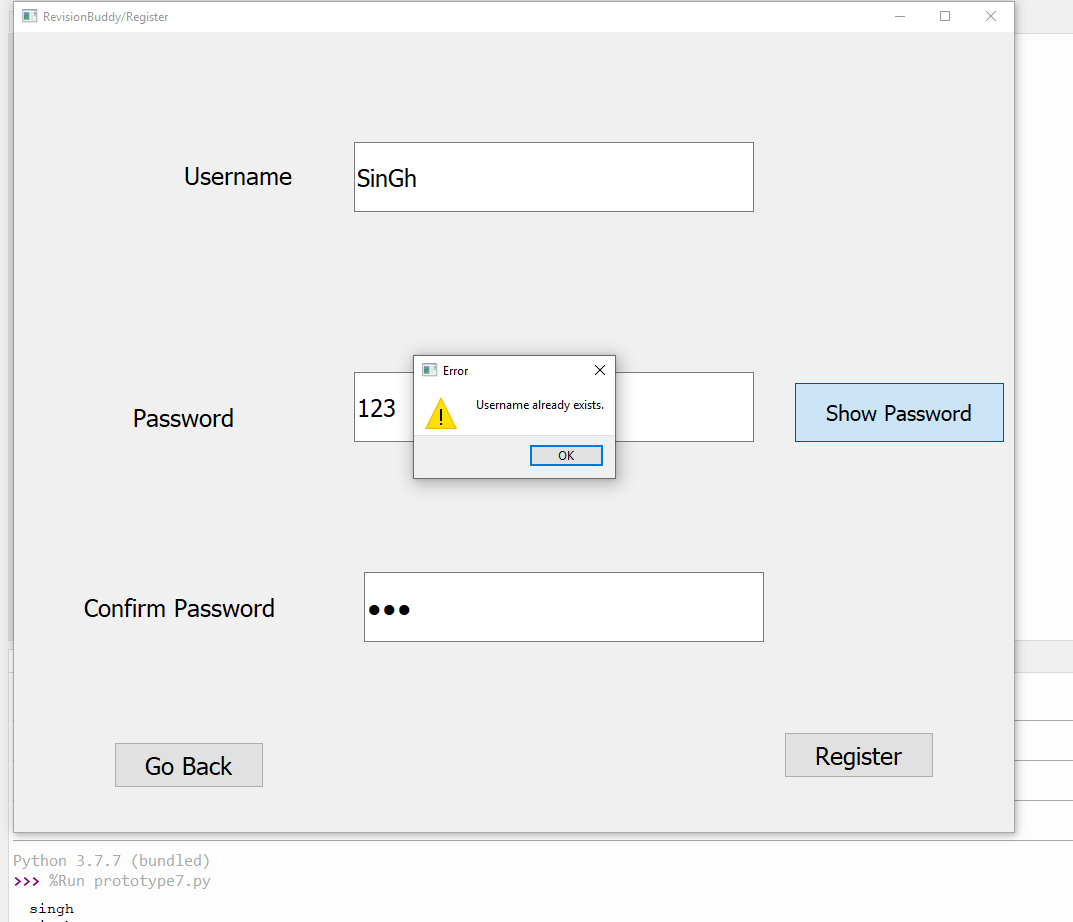 RevisionBuddy/Register
Username
SinGh
Error
Username already exists.
OK
Password
123
Show Password
Confirm Password
●●●
Go Back
Register
Python 3.7.7 (bundled)
>>> %Run prototype7.py
singh